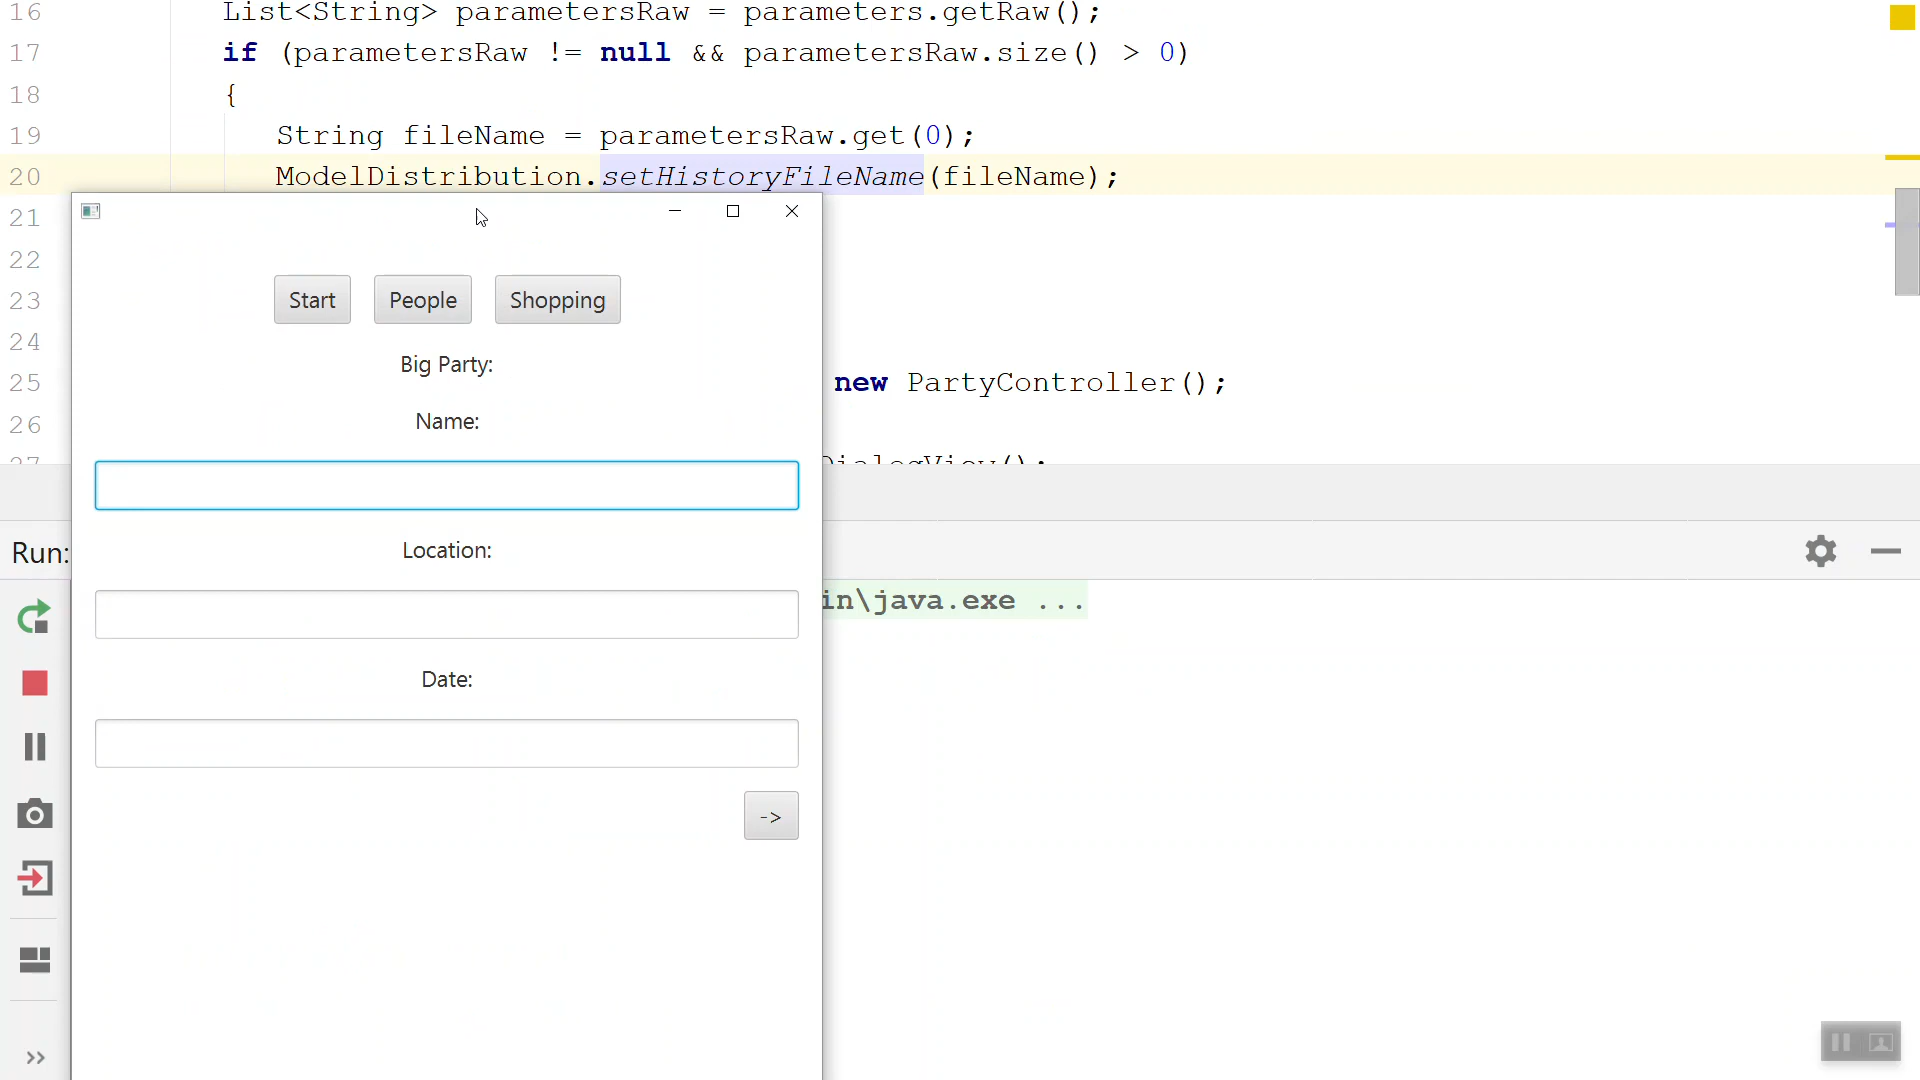 16 List<String> parametersRaw = parameters.getRaw();
17 if (parametersRaw != null && parametersRaw.size() > 0)
18 {
19 String fileName = parametersRaw.get(0);
20 ModelDistribution.setHistoryFileName(fileName);
21
22
23
24
25 new PartyController();
26
27 DialogView();
Start People Shopping
Big Party:
Name:
Location:
Date:
->
Run:
in\java.exe ...